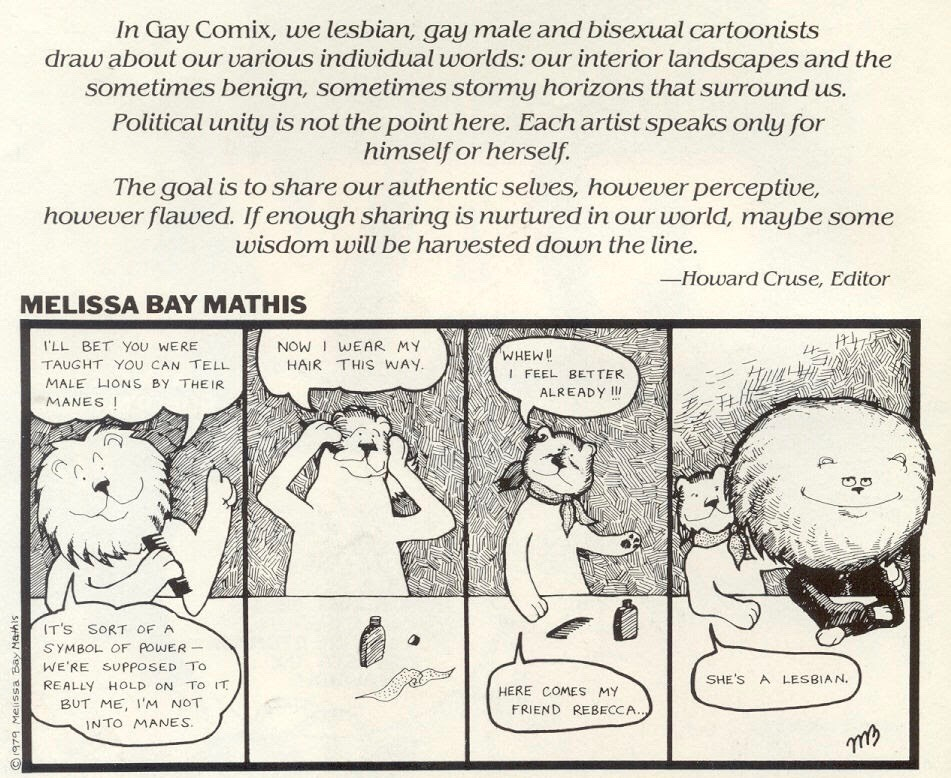 In Gay Comix, we lesbian, gay male and bisexual cartoonists
draw about our various individual worlds: our interior landscapes and the
sometimes benign, sometimes stormy horizons that surround us.
Political unity is not the point here. Each artist speaks only for
himself or herself.
The goal is to share our authentic selves, however perceptive,
however flawed. If enough sharing is nurtured in our world, maybe some
wisdom will be harvested down the line.
—Howard Cruse, Editor
MELISSA BAY MATHIS
I'LL BET YOU WERE
TAUGHT YOU CAN TELL
MALE LIONS BY THEIR
MANES!
IT'S SORT OF A
SYMBOL OF POWER —
WE'RE SUPPOSED TO
REALLY HOLD ON TO IT.
BUT ME, I'M NOT
INTO MANES.
NOW I WEAR MY
HAIR THIS WAY.
WHEW!!
I FEEL BETTER
ALREADY!!!
HERE COMES MY
FRIEND REBECCA...
SHE'S A LESBIAN.
MB
© 1979 Melissa Bay Mathis